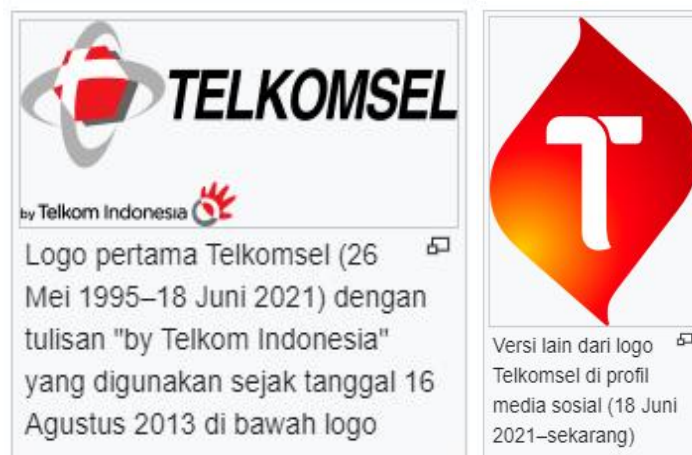 TELKOMSEL
by Telkom Indonesia
Logo pertama Telkomsel (26
Mei 1995–18 Juni 2021) dengan
tulisan "by Telkom Indonesia"
yang digunakan sejak tanggal 16
Agustus 2013 di bawah logo
T
Versi lain dari logo
Telkomsel di profil
media sosial (18 Juni
2021–sekarang)